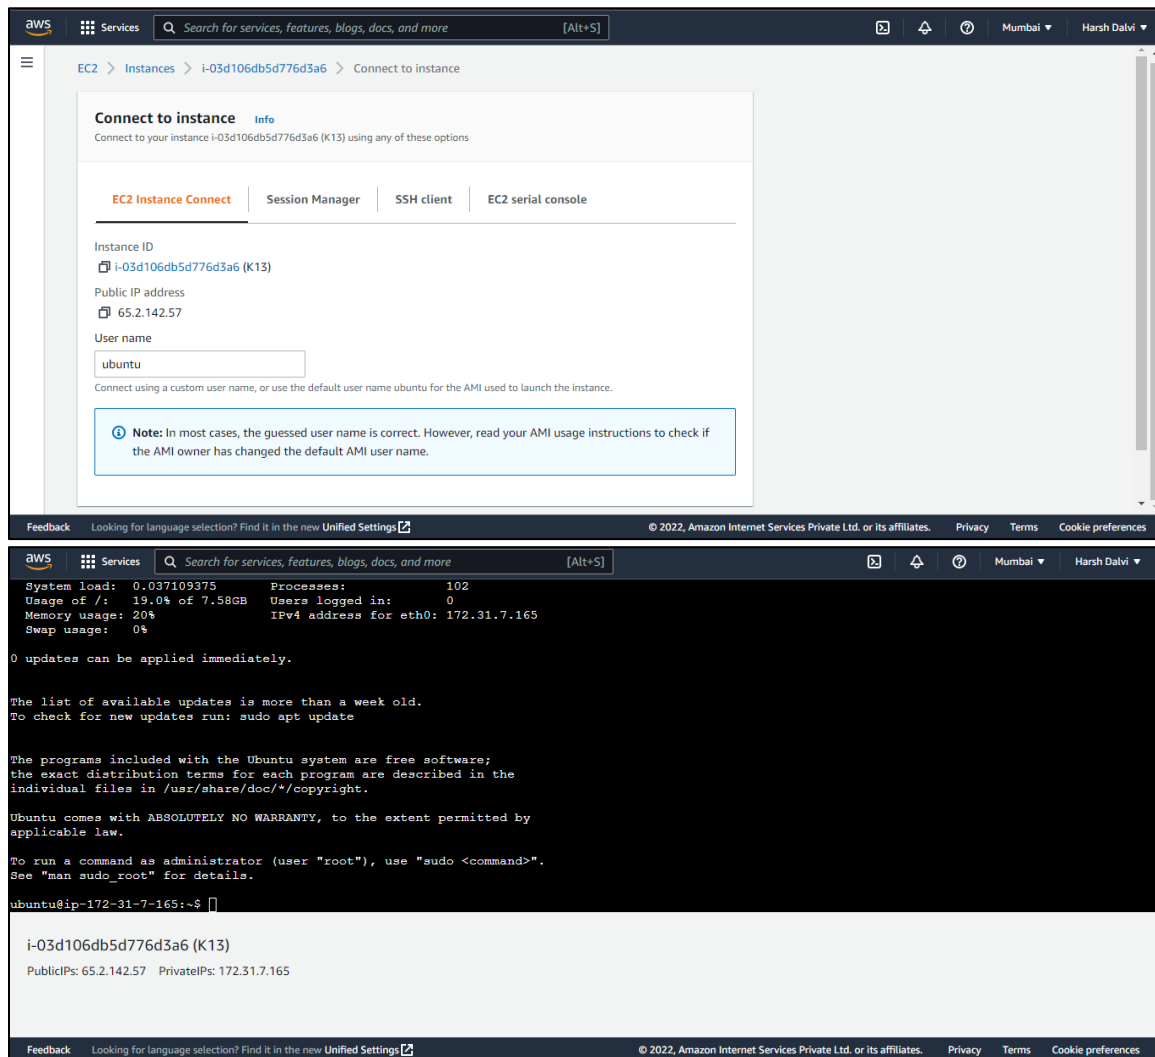 aws Services Search for services, features, blogs, docs, and more [Alt+S] Mumbai ▼ Harsh Dalvi ▼
EC2 > Instances > i-03d106db5d776d3a6 > Connect to instance
Connect to instance Info
Connect to your instance i-03d106db5d776d3a6 (K13) using any of these options
EC2 Instance Connect Session Manager SSH client EC2 serial console
Instance ID
i-03d106db5d776d3a6 (K13)
Public IP address
65.2.142.57
User name
ubuntu
Connect using a custom user name, or use the default user name ubuntu for the AMI used to launch the instance.
Note: In most cases, the guessed user name is correct. However, read your AMI usage instructions to check if
the AMI owner has changed the default AMI user name.
Feedback Looking for language selection? Find it in the new Unified Settings © 2022, Amazon Internet Services Private Ltd. or its affiliates. Privacy Terms Cookie preferences
aws Services Search for services, features, blogs, docs, and more [Alt+S] Mumbai ▼ Harsh Dalvi ▼
System load: 0.037109375 Processes: 102
Usage of /: 19.0% of 7.58GB Users logged in: 0
Memory usage: 20% IPv4 address for eth0: 172.31.7.165
Swap usage: 0%
0 updates can be applied immediately.
The list of available updates is more than a week old.
To check for new updates run: sudo apt update
The programs included with the Ubuntu system are free software;
the exact distribution terms for each program are described in the
individual files in /usr/share/doc/*/copyright.
Ubuntu comes with ABSOLUTELY NO WARRANTY, to the extent permitted by
applicable law.
To run a command as administrator (user "root"), use "sudo <command>".
See "man sudo_root" for details.
ubuntu@ip-172-31-7-165:~$
i-03d106db5d776d3a6 (K13)
PublicIPs: 65.2.142.57 PrivateIPs: 172.31.7.165
Feedback Looking for language selection? Find it in the new Unified Settings © 2022, Amazon Internet Services Private Ltd. or its affiliates. Privacy Terms Cookie preferences